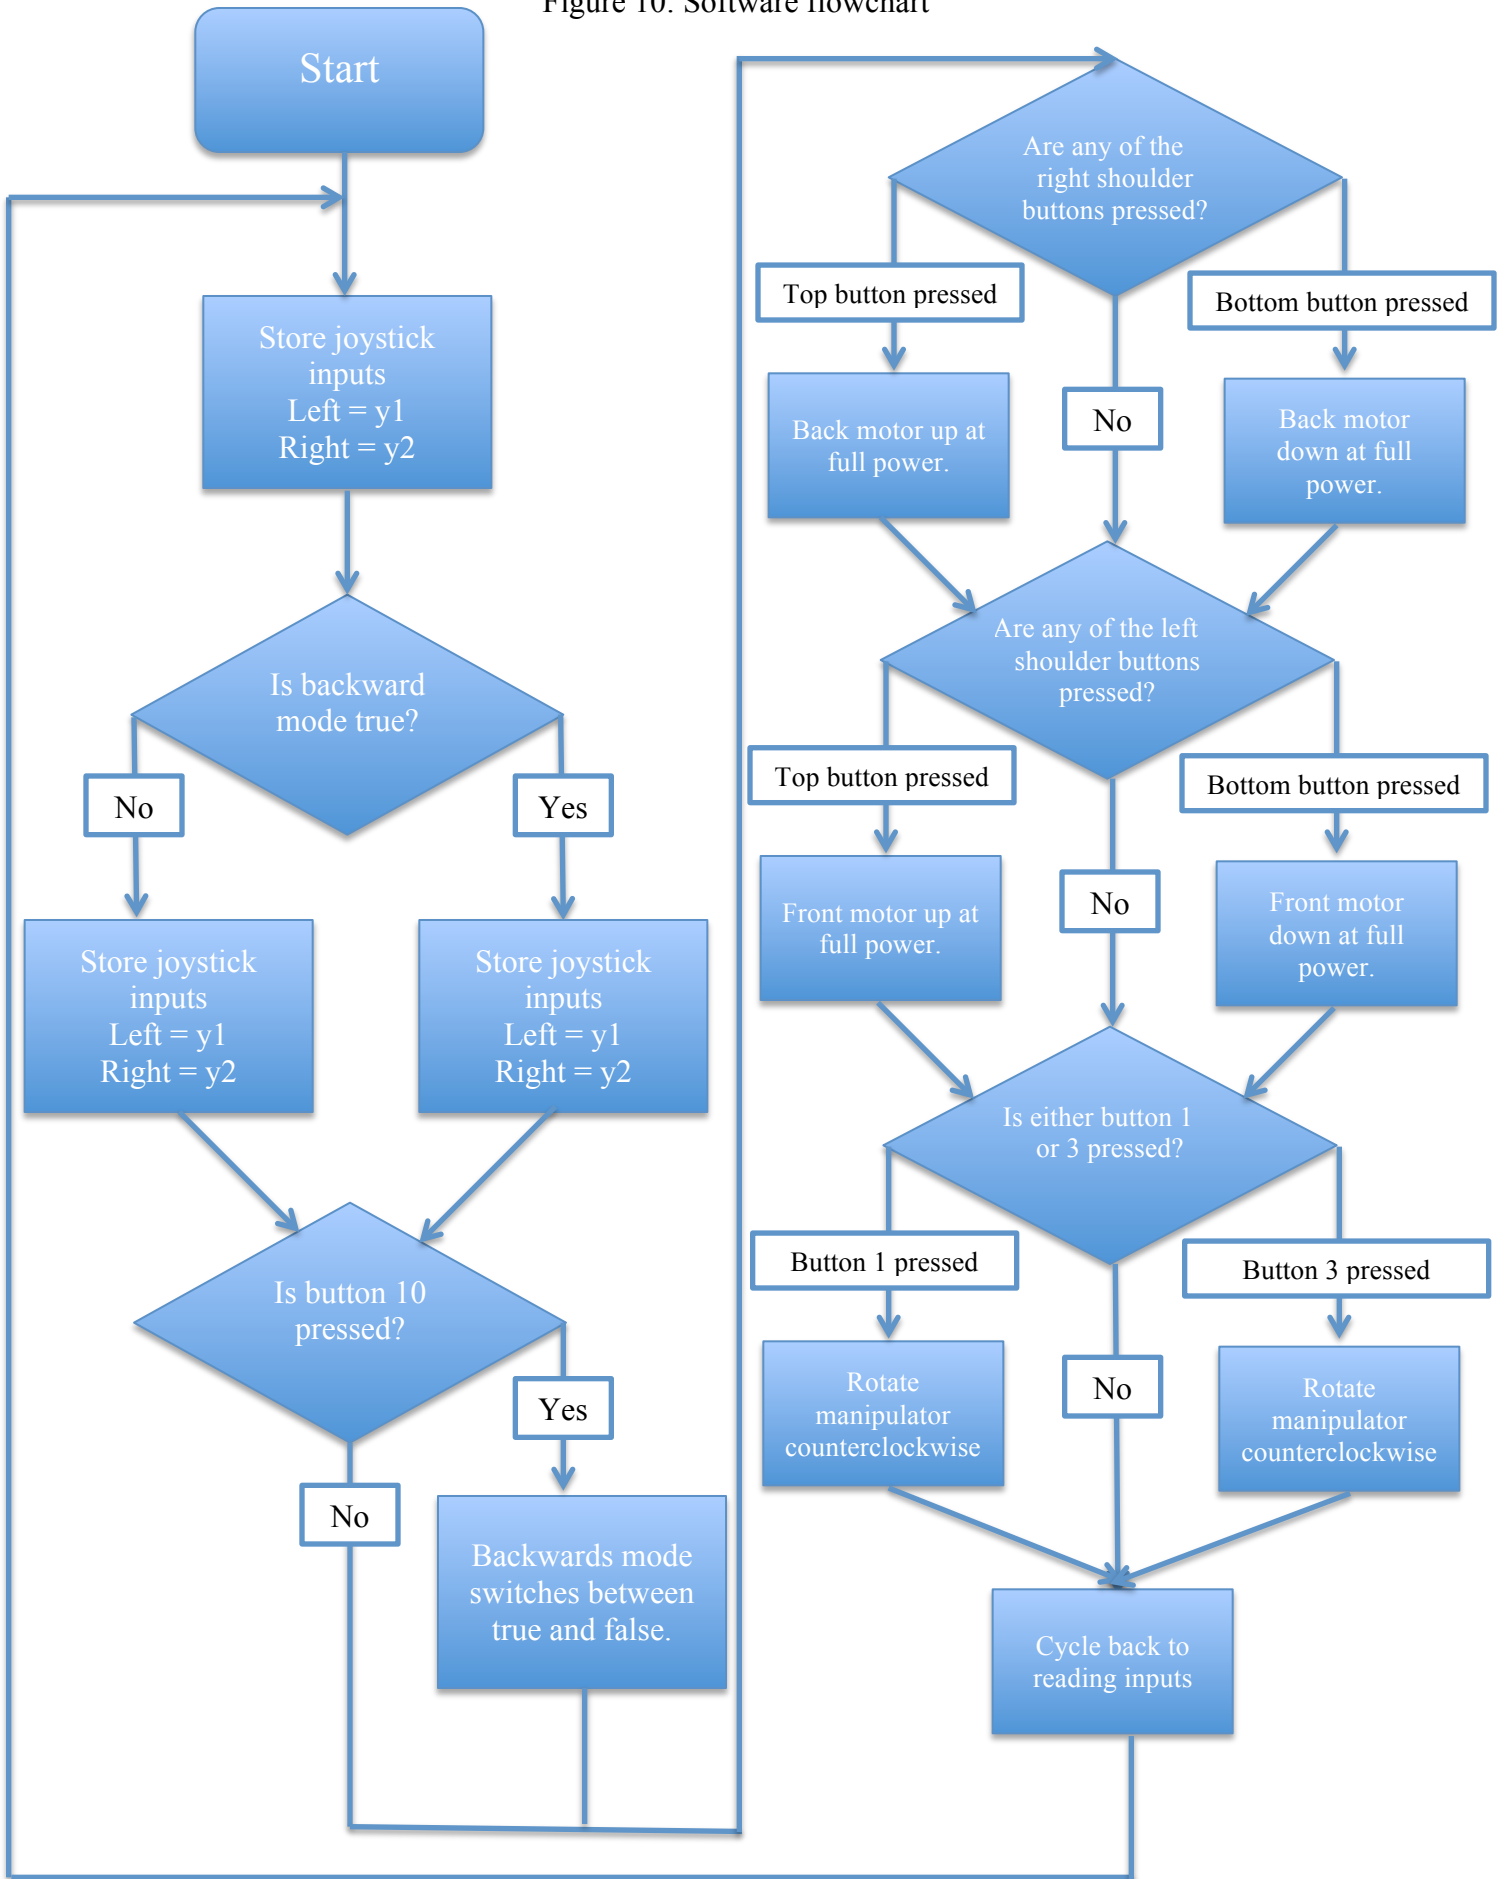 Figure 10. Software flowchart
Start
Store joystick
inputs
Left = y1
Right = y2
Is backward
mode true?
No
Yes
Store joystick
inputs
Left = y1
Right = y2
Store joystick
inputs
Left = y1
Right = y2
Is button 10
pressed?
Yes
No
Backwards mode
switches between
true and false.
Are any of the
right shoulder
buttons pressed?
Top button pressed
Bottom button pressed
No
Back motor up at
full power.
Back motor
down at full
power.
Are any of the left
shoulder buttons
pressed?
Top button pressed
Bottom button pressed
No
Front motor up at
full power.
Front motor
down at full
power.
Is either button 1
or 3 pressed?
Button 1 pressed
Button 3 pressed
No
Rotate
manipulator
counterclockwise
Rotate
manipulator
counterclockwise
Cycle back to
reading inputs